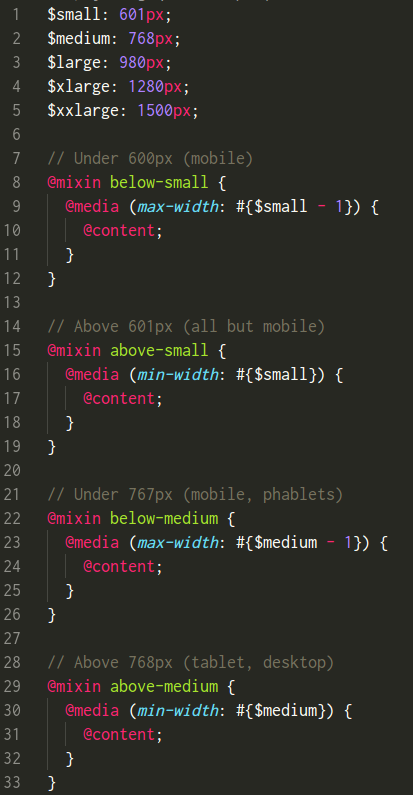 1 $small: 601px;
2 $medium: 768px;
3 $large: 980px;
4 $xlarge: 1280px;
5 $xxlarge: 1500px;
6
7 // Under 600px (mobile)
8 @mixin below-small {
9 @media (max-width: #{$small - 1}) {
10 @content;
11 }
12 }
13
14 // Above 601px (all but mobile)
15 @mixin above-small {
16 @media (min-width: #{$small}) {
17 @content;
18 }
19 }
20
21 // Under 767px (mobile, phablets)
22 @mixin below-medium {
23 @media (max-width: #{$medium - 1}) {
24 @content;
25 }
26 }
27
28 // Above 768px (tablet, desktop)
29 @mixin above-medium {
30 @media (min-width: #{$medium}) {
31 @content;
32 }
33 }